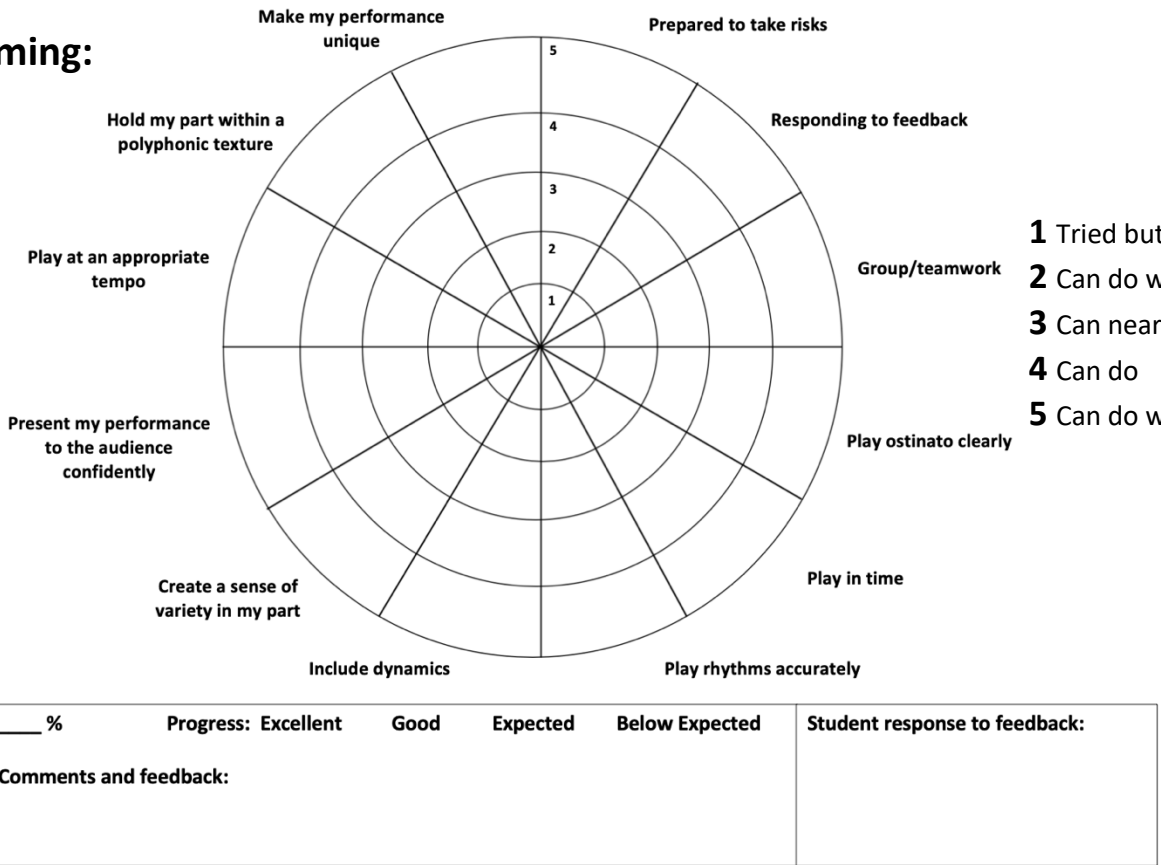 Make my performance
unique
Prepared to take risks
ming:
5
Hold my part within a
polyphonic texture
Responding to feedback
4
3
1 Tried but
Play at an appropriate
tempo
2
Group/teamwork
2 Can do w
1
3 Can near
4 Can do
5 Can do w
Present my performance
to the audience
confidently
Play ostinato clearly
Create a sense of
variety in my part
Play in time
Include dynamics
Play rhythms accurately
____ %
Progress: Excellent Good Expected Below Expected
Student response to feedback:
Comments and feedback: